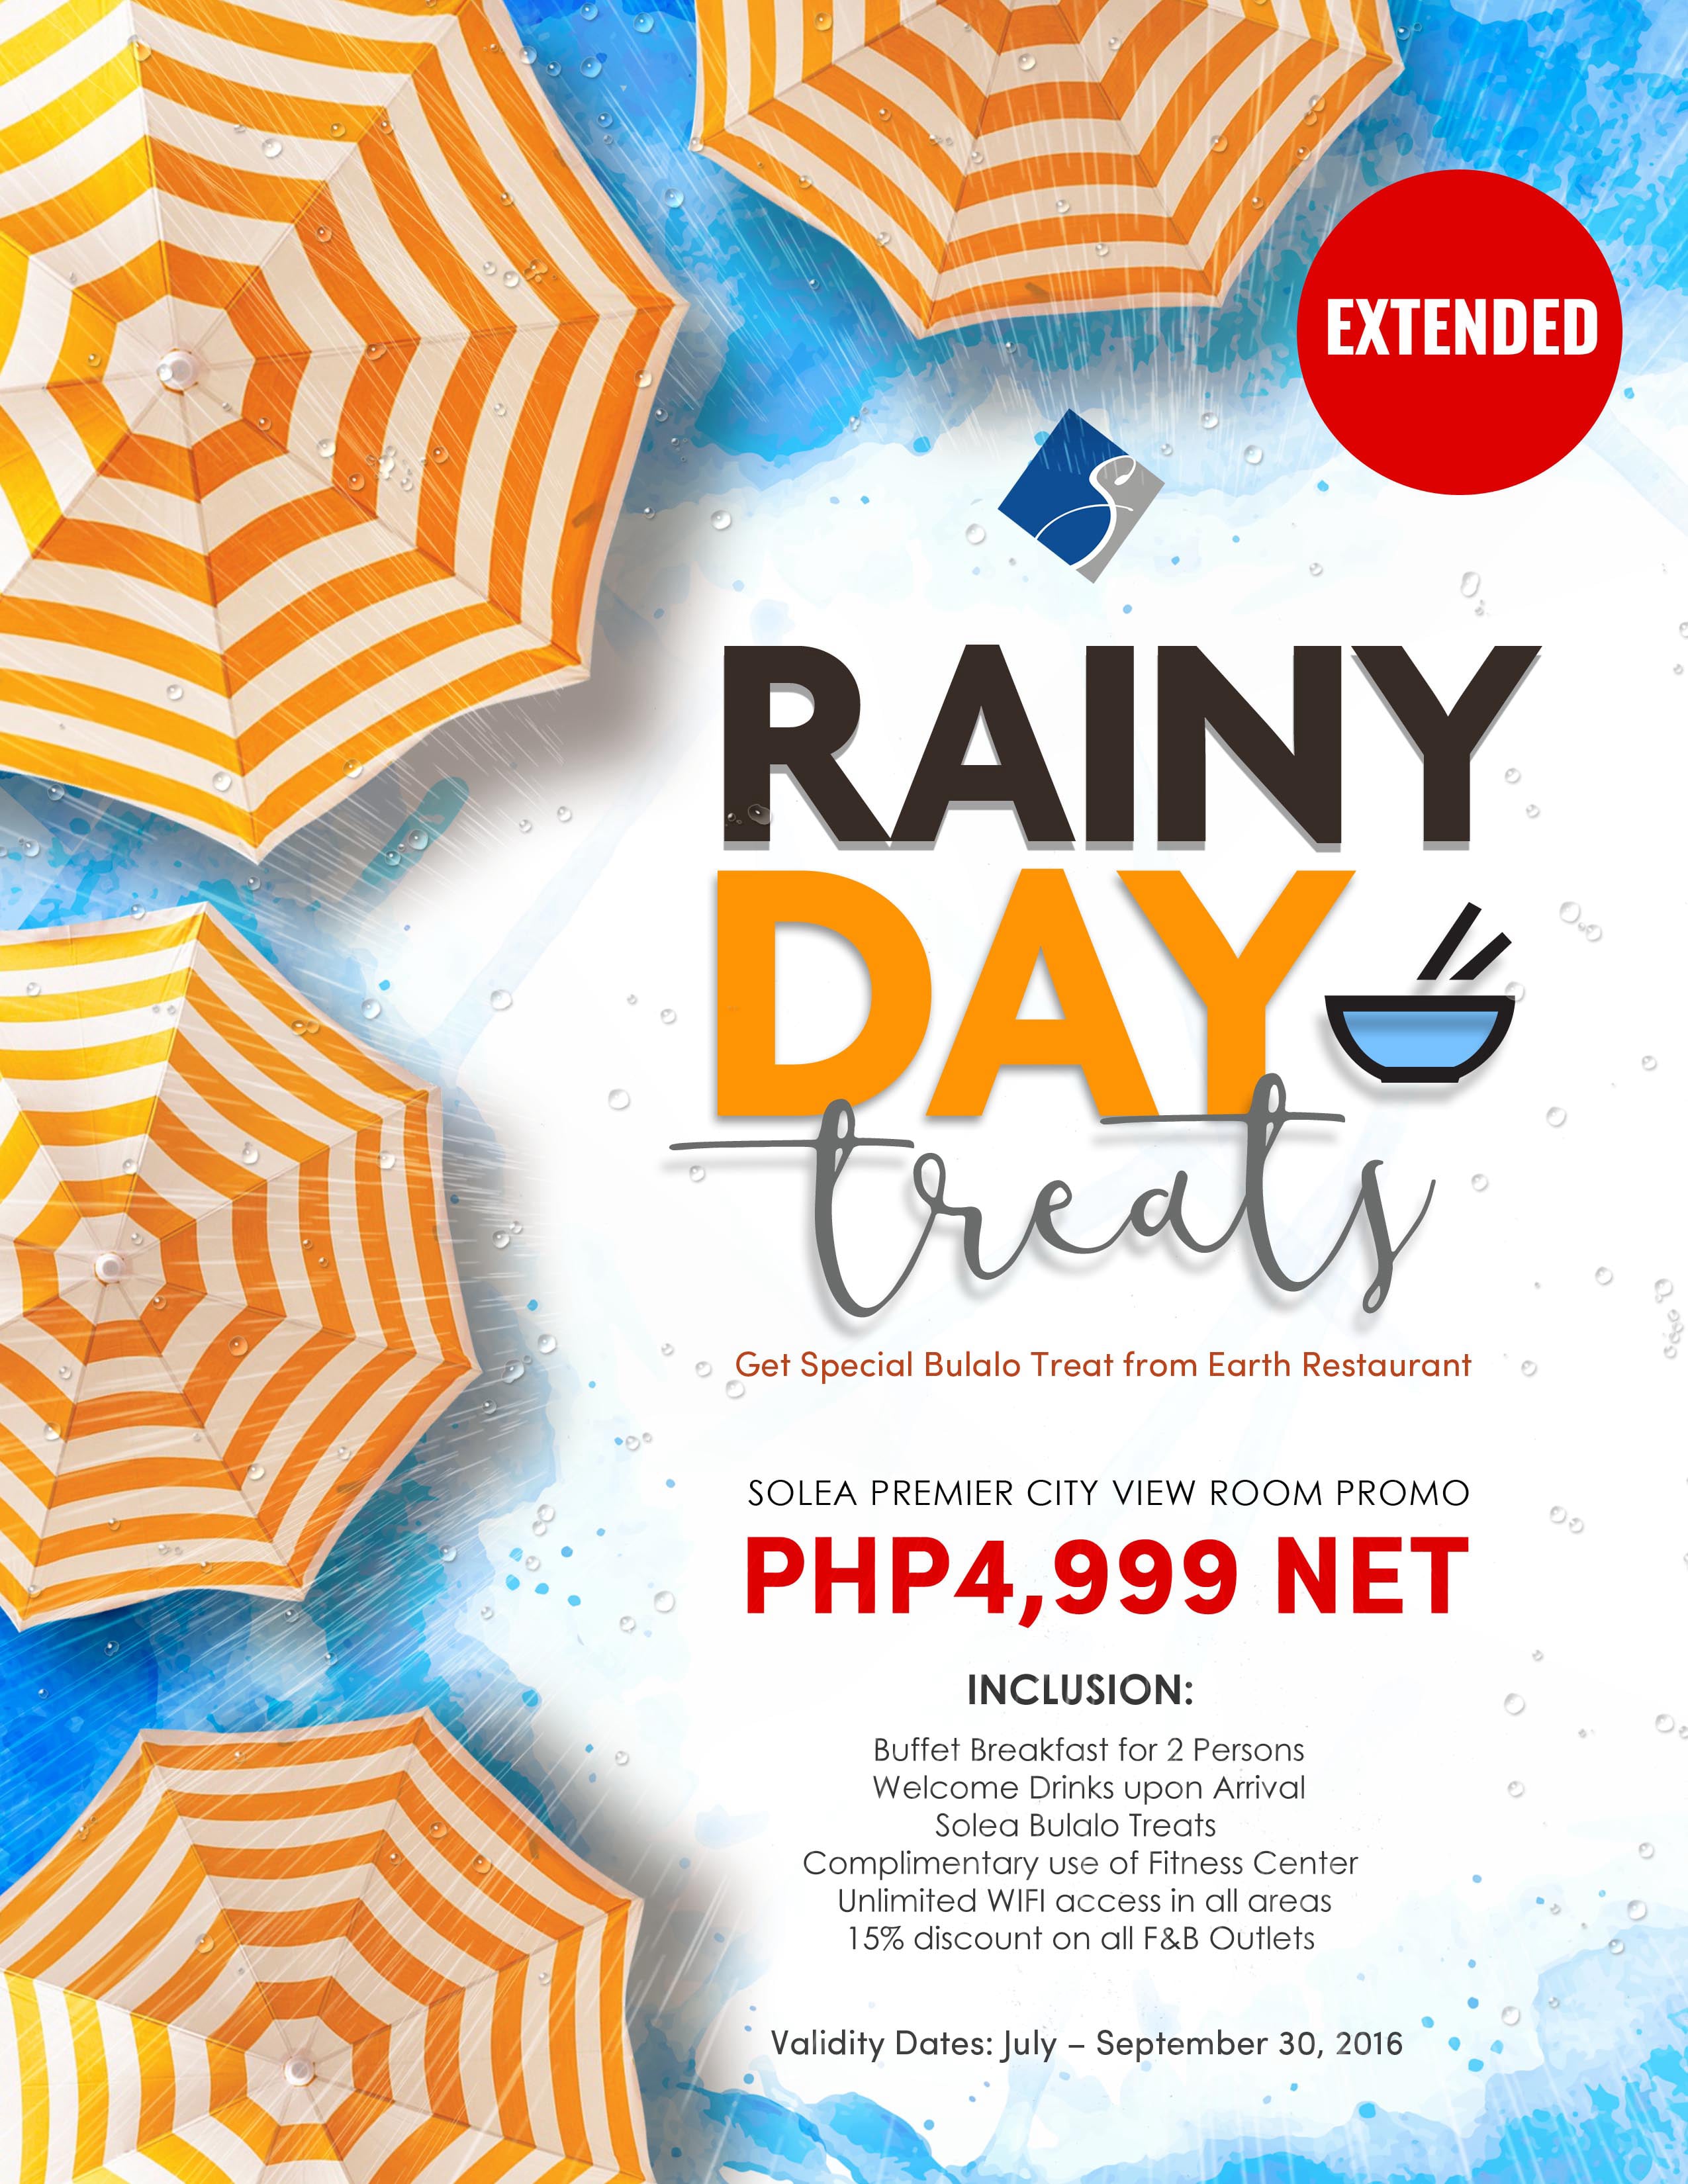 EXTENDED
RAINY
DAY
treats
Get Special Bulalo Treat from Earth Restaurant
SOLEA PREMIER CITY VIEW ROOM PROMO
PHP4,999 NET
INCLUSION:
Buffet Breakfast for 2 Persons
Welcome Drinks upon Arrival
Solea Bulalo Treats
Complimentary use of Fitness Center
Unlimited WIFI access in all areas
15% discount on all F&B Outlets
Validity Dates: July – September 30, 2016